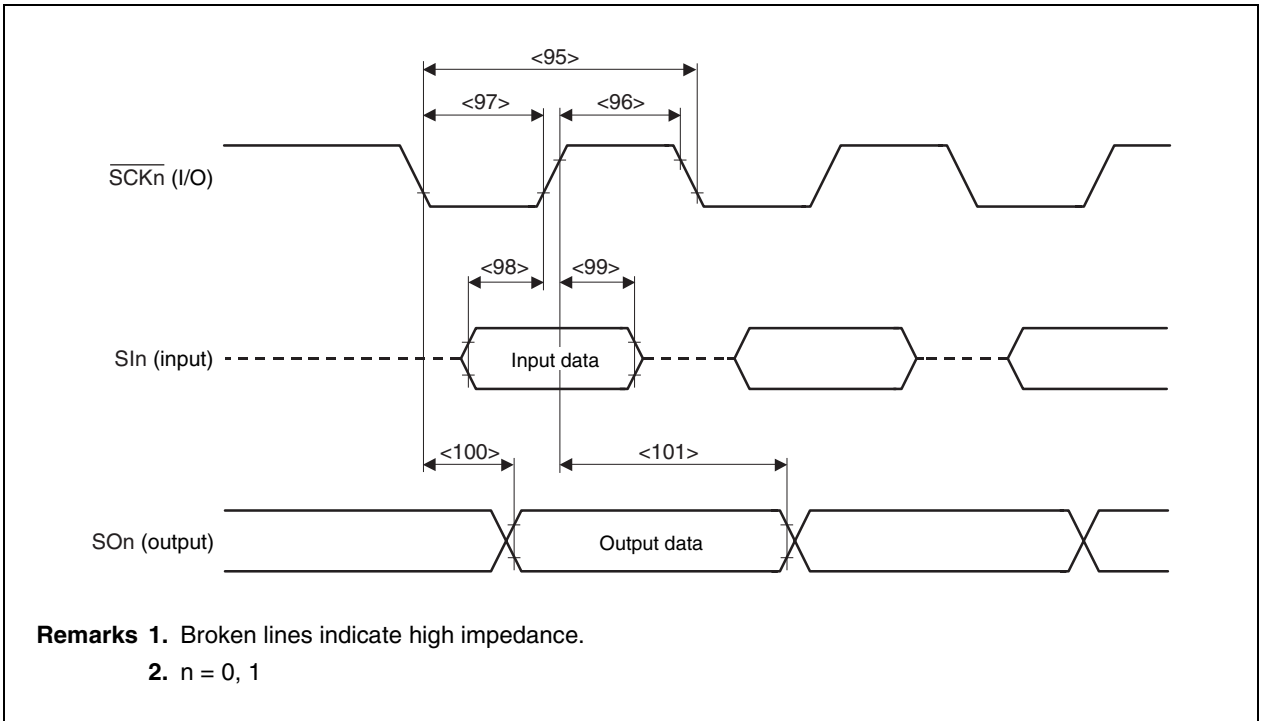 <95>
<97> <96>
SCKn (I/O)
<98> <99>
SIn (input) Input data
<100> <101>
SOn (output) Output data
Remarks 1. Broken lines indicate high impedance.
2. n = 0, 1